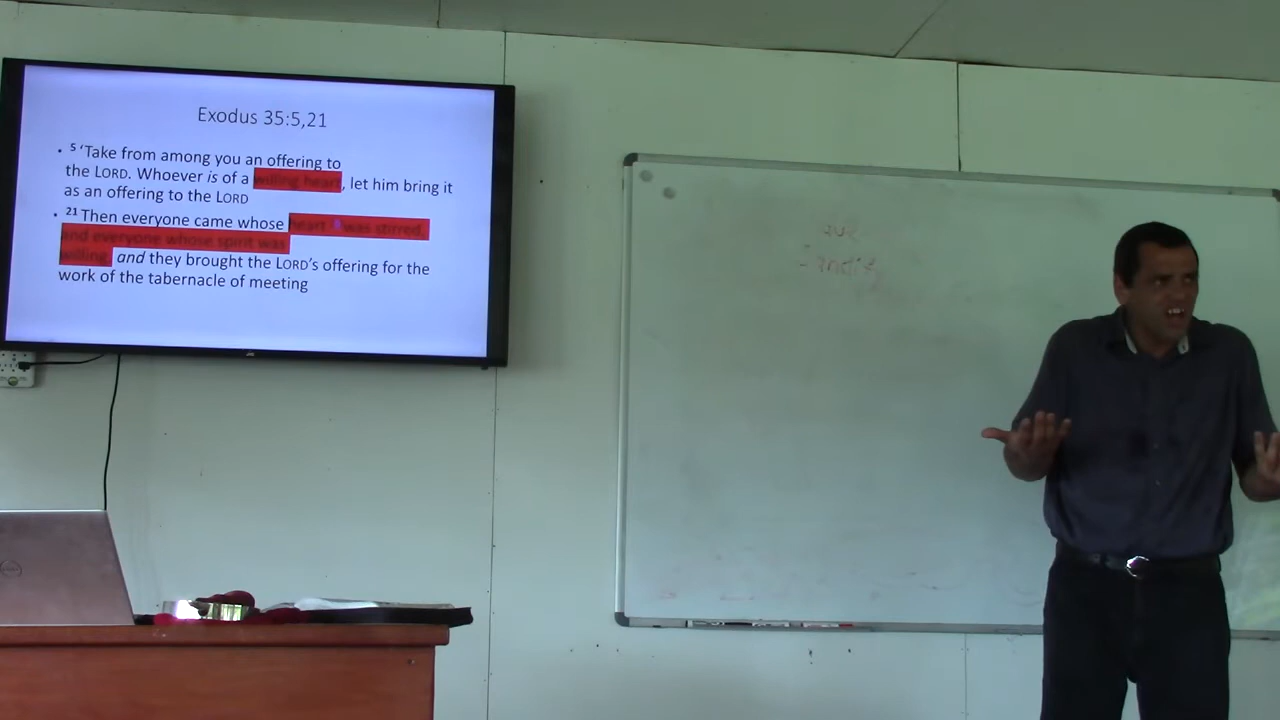 Exodus 35:5,21
• 5 ‘Take from among you an offering to
the LORD. Whoever is of a willing heart, let him bring it
as an offering to the LORD
• 21 Then everyone came whose heart was stirred,
and everyone whose spirit was
willing, and they brought the LORD’s offering for the
work of the tabernacle of meeting